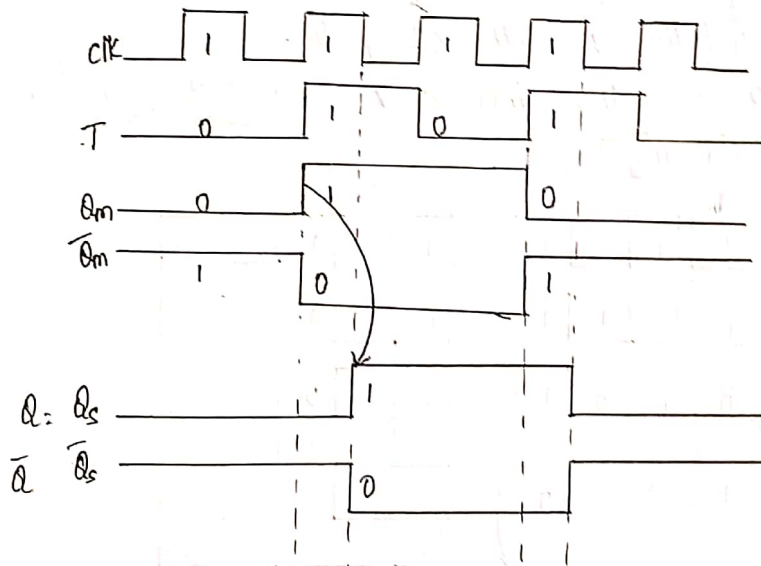 clk 1 1 1 1
T 0 1 0 1
Qm 0 1 0
Q̅m 1 0 1
Q = Qs 1
Q̅ Q̅s 0